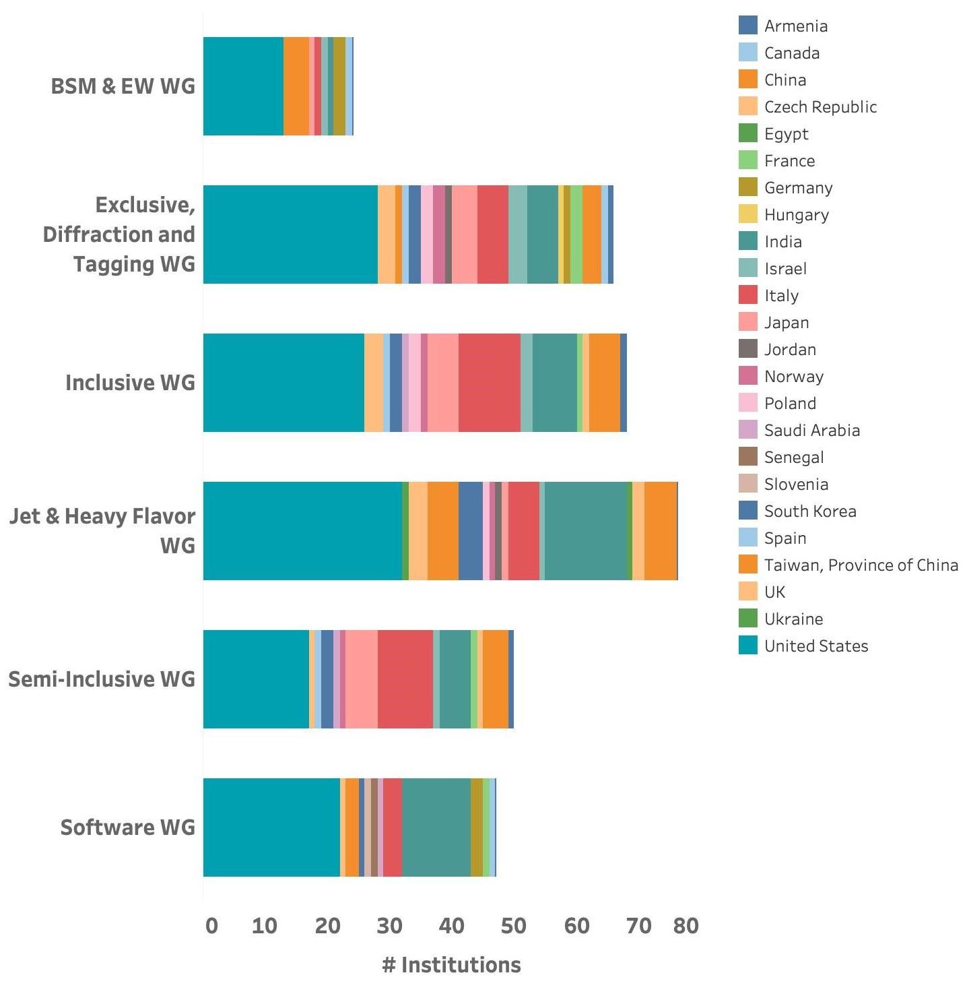 BSM & EW WG
Exclusive,
Diffraction and
Tagging WG
Inclusive WG
Jet & Heavy Flavor
WG
Semi-Inclusive WG
Software WG
0 10 20 30 40 50 60 70 80
# Institutions
Armenia
Canada
China
Czech Republic
Egypt
France
Germany
Hungary
India
Israel
Italy
Japan
Jordan
Norway
Poland
Saudi Arabia
Senegal
Slovenia
South Korea
Spain
Taiwan, Province of China
UK
Ukraine
United States